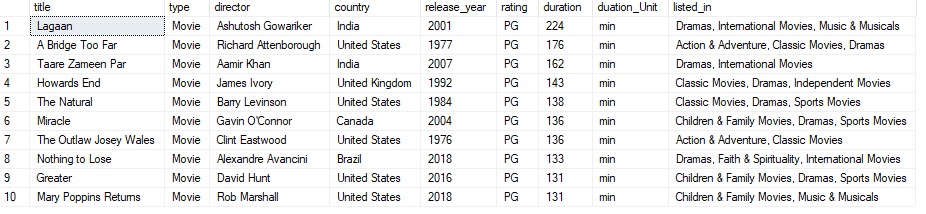 title type director country release_year rating duration duation_Unit listed_in
1 Lagaan Movie Ashutosh Gowariker India 2001 PG 224 min Dramas, International Movies, Music & Musicals
2 A Bridge Too Far Movie Richard Attenborough United States 1977 PG 176 min Action & Adventure, Classic Movies, Dramas
3 Taare Zameen Par Movie Aamir Khan India 2007 PG 162 min Dramas, International Movies
4 Howards End Movie James Ivory United Kingdom 1992 PG 143 min Classic Movies, Dramas, Independent Movies
5 The Natural Movie Barry Levinson United States 1984 PG 138 min Classic Movies, Dramas, Sports Movies
6 Miracle Movie Gavin O'Connor Canada 2004 PG 136 min Children & Family Movies, Dramas, Sports Movies
7 The Outlaw Josey Wales Movie Clint Eastwood United States 1976 PG 136 min Action & Adventure, Classic Movies
8 Nothing to Lose Movie Alexandre Avancini Brazil 2018 PG 133 min Dramas, Faith & Spirituality, International Movies
9 Greater Movie David Hunt United States 2016 PG 131 min Children & Family Movies, Dramas, Sports Movies
10 Mary Poppins Returns Movie Rob Marshall United States 2018 PG 131 min Children & Family Movies, Music & Musicals